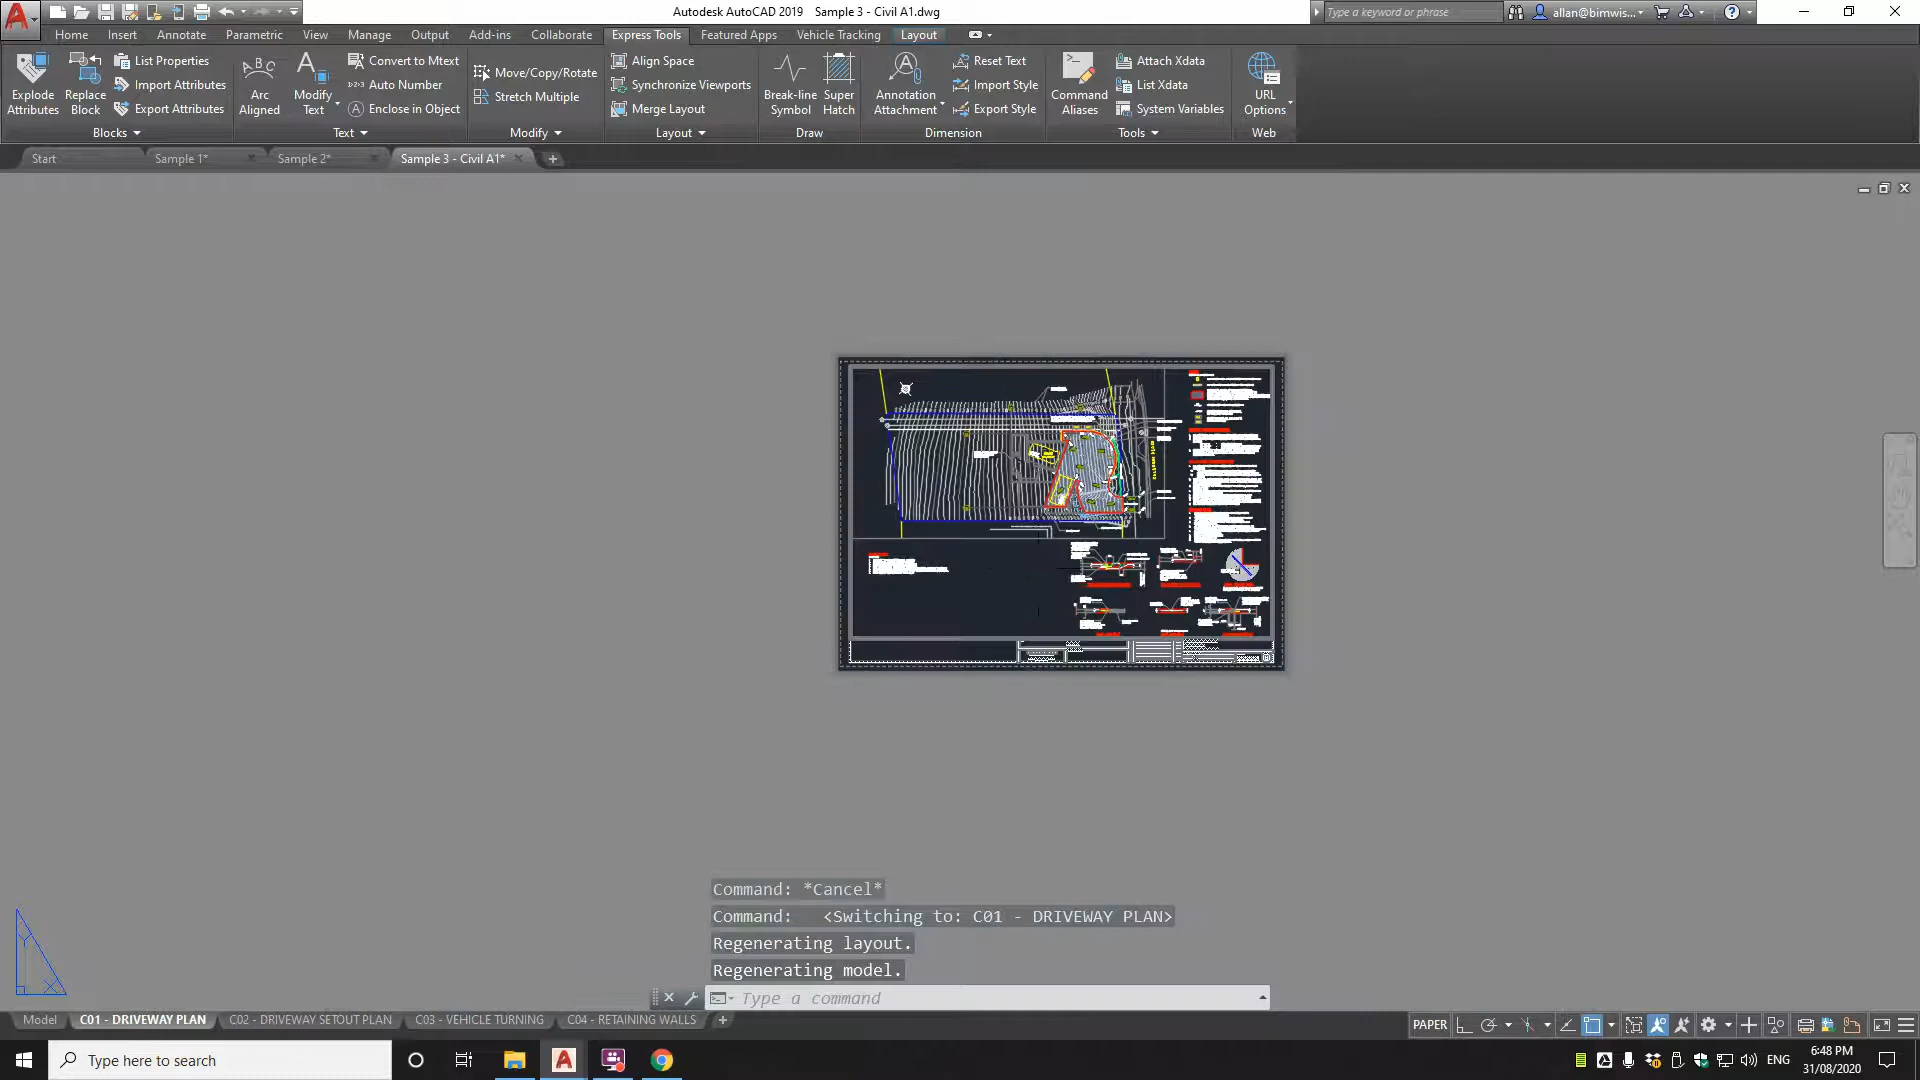 Autodesk AutoCAD 2019 Sample 3 - Civil A1.dwg
Type a keyword or phrase
allan@bimwis...
Home Insert Annotate Parametric View Manage Output Add-ins Collaborate Express Tools Featured Apps Vehicle Tracking Layout
Explode Attributes
Replace Block
List Properties
Import Attributes
Export Attributes
Blocks
ABC
Arc Aligned
Modify Text
Convert to Mtext
Auto Number
Enclose in Object
Text
Move/Copy/Rotate
Stretch Multiple
Modify
Align Space
Synchronize Viewports
Merge Layout
Layout
Break-line Symbol
Super Hatch
Draw
Annotation Attachment
Reset Text
Import Style
Export Style
Dimension
Command Aliases
Attach Xdata
List Xdata
System Variables
Tools
URL Options
Web
Start Sample 1* Sample 2* Sample 3 - Civil A1*
Command: *Cancel*
Command: <Switching to: C01 - DRIVEWAY PLAN>
Regenerating layout.
Regenerating model.
Type a command
Model C01 - DRIVEWAY PLAN C02 - DRIVEWAY SETOUT PLAN C03 - VEHICLE TURNING C04 - RETAINING WALLS
PAPER
Type here to search
ENG
6:48 PM
31/08/2020